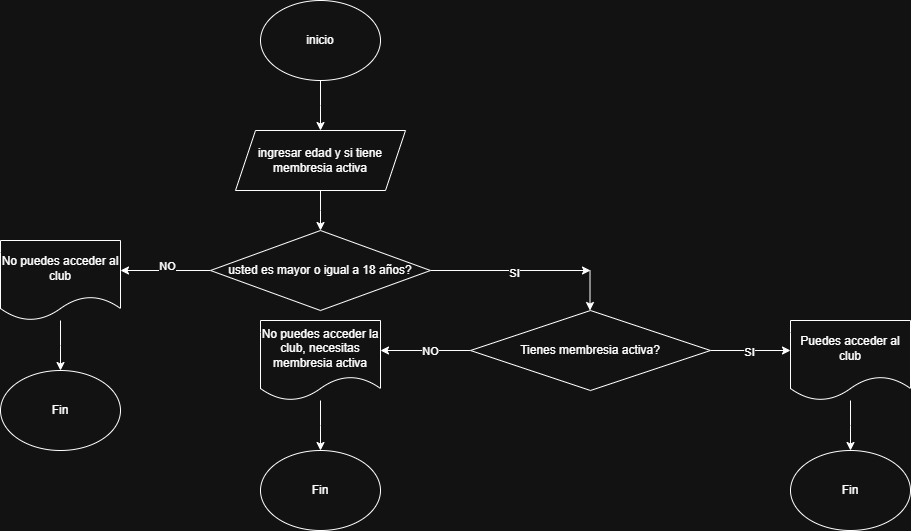 inicio
ingresar edad y si tiene
membresia activa
No puedes acceder al
club
NO
usted es mayor o igual a 18 años?
SI
No puedes acceder la
club, necesitas
membresia activa
NO
Tienes membresia activa?
SI
Puedes acceder al
club
Fin
Fin
Fin